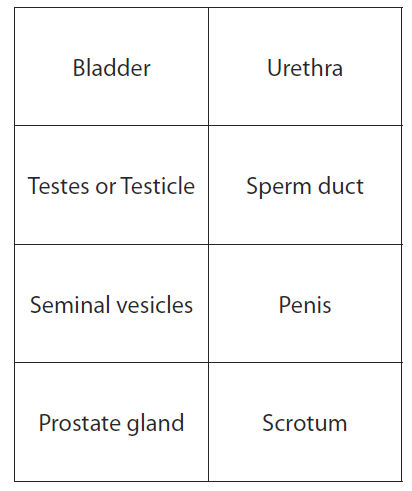 Bladder
Urethra
Testes or Testicle
Sperm duct
Seminal vesicles
Penis
Prostate gland
Scrotum